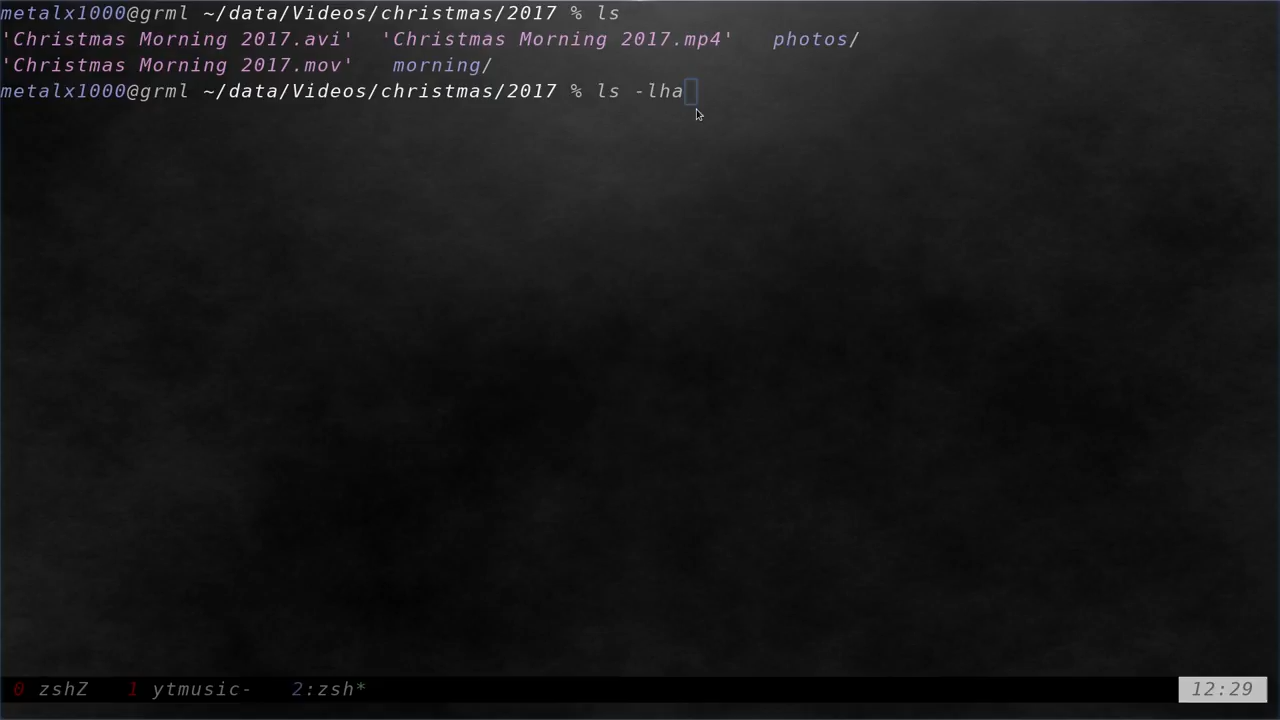 metalx1000@grml ~/data/Videos/christmas/2017 % ls
'Christmas Morning 2017.avi'  'Christmas Morning 2017.mp4'   photos/
'Christmas Morning 2017.mov'   morning/
metalx1000@grml ~/data/Videos/christmas/2017 % ls -lha
0 zshZ   1 ytmusic-   2:zsh*   12:29